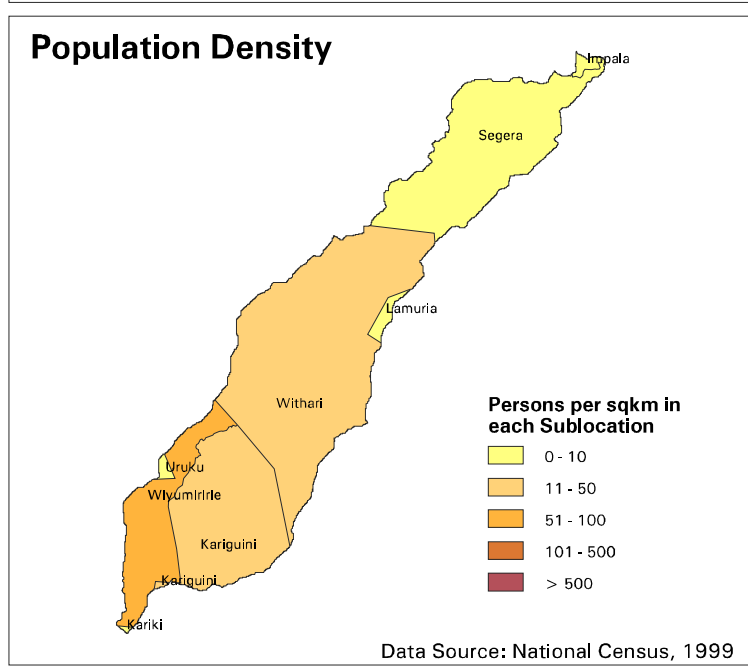 Population Density
Impala
Segera
Lamuria
Withari
Uruku
Wiyumiririe
Kariguini
Kariguini
Kariki
Persons per sqkm in
each Sublocation
0 - 10
11 - 50
51 - 100
101 - 500
> 500
Data Source: National Census, 1999